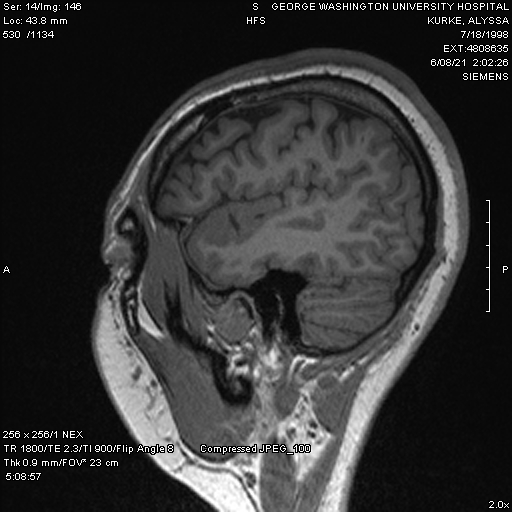 Ser: 14/Img: 146
Loc: 43.8 mm
530 /1134
S
HFS
GEORGE WASHINGTON UNIVERSITY HOSPITAL
KURKE, ALYSSA
7/18/1998
EXT:4808635
6/08/21 2:02:26
SIEMENS
A
P
256 x 256/1 NEX
TR 1800/TE 2.3/TI 900/Flip Angle 8
Compressed JPEG_100
Thk 0.9 mm/FOV* 23 cm
5:08:57
2.0x